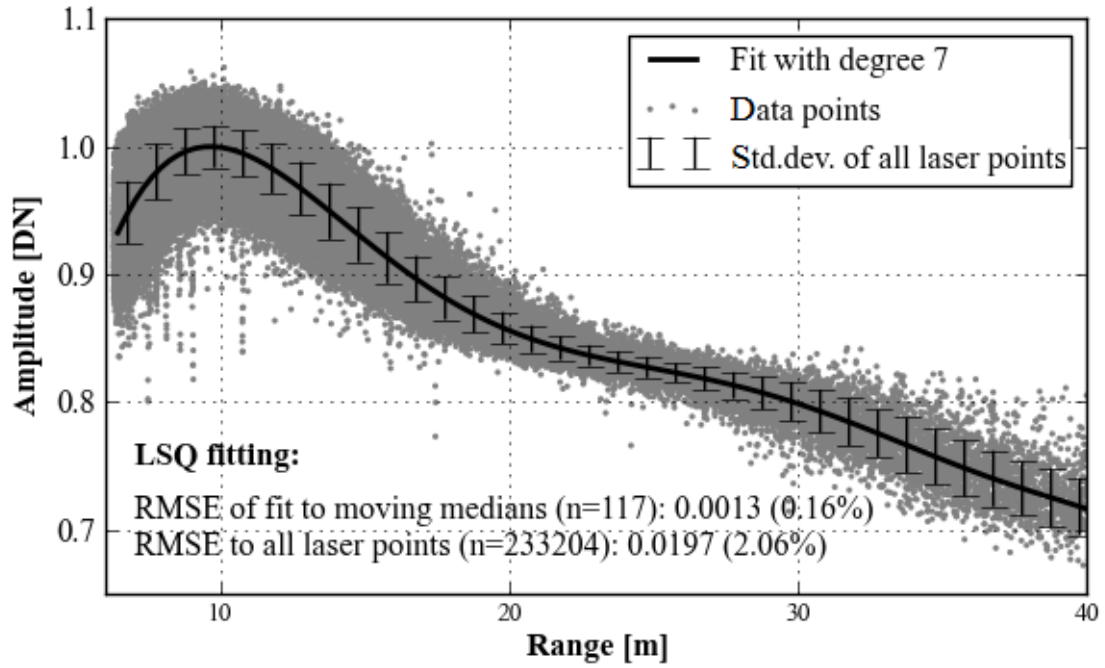 1.1
1.0
0.9
0.8
0.7
Amplitude [DN]
Fit with degree 7
Data points
Std.dev. of all laser points
LSQ fitting:
RMSE of fit to moving medians (n=117): 0.0013 (0.16%)
RMSE to all laser points (n=233204): 0.0197 (2.06%)
10 20 30 40
Range [m]